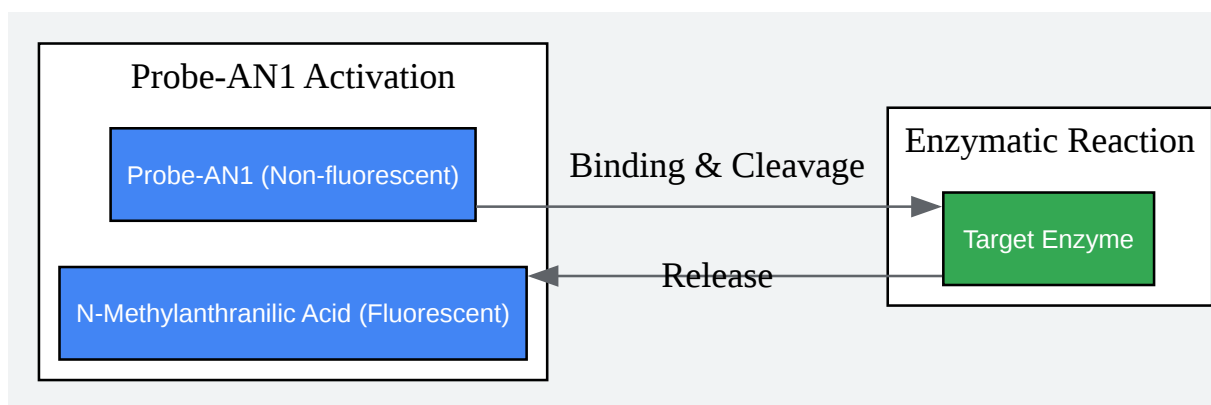 Probe-AN1 Activation
Probe-AN1 (Non-fluorescent)
N-Methylanthranilic Acid (Fluorescent)
Binding & Cleavage
Release
Enzymatic Reaction
Target Enzyme